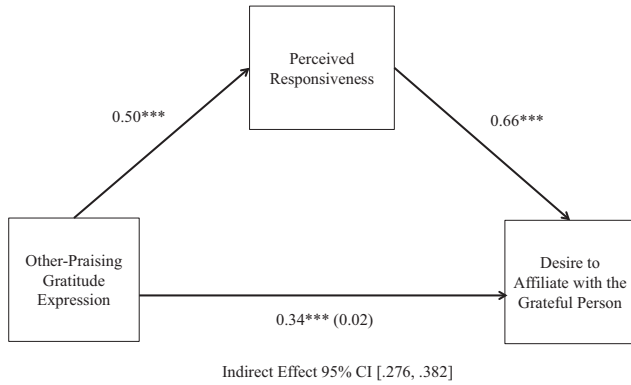 Perceived
Responsiveness
0.50***
0.66***
Other-Praising
Gratitude
Expression
Desire to
Affiliate with the
Grateful Person
0.34*** (0.02)
Indirect Effect 95% CI [.276, .382]